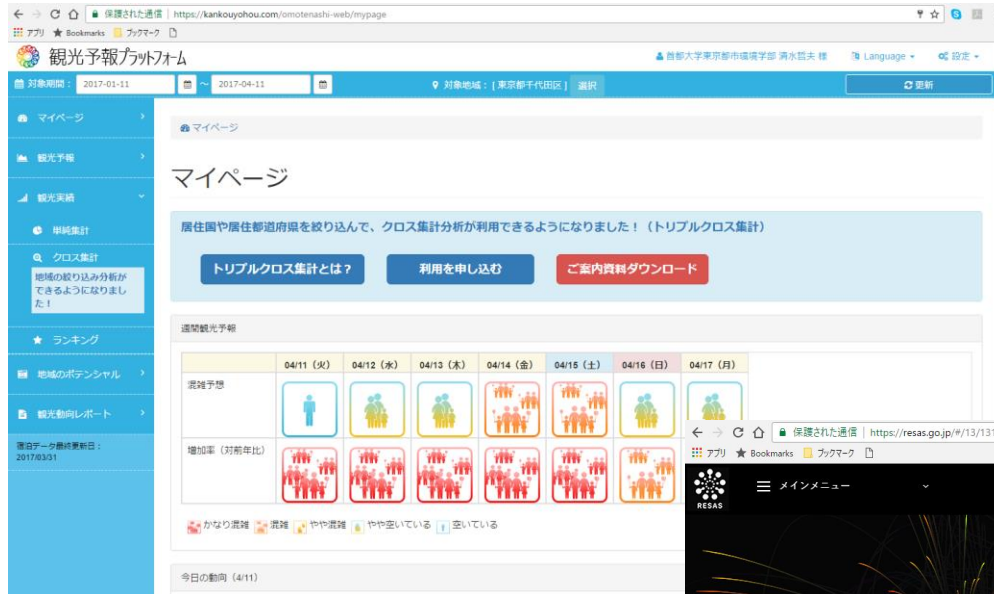 保護された通信 | https://kankouyohou.com/omotenashi-web/mypage
アプリ ★ Bookmarks ブックマーク
観光予報プラットフォーム
首都大学東京都市環境学部 清水哲夫 様 Language 設定
対象期間： 2017-01-11 ～ 2017-04-11 対象地域：[ 東京都千代田区 ] 選択 更新
マイページ
観光予報
観光実績
単純集計
クロス集計
地域の絞り込み分析が
できるようになりまし
た！
ランキング
地域のポテンシャル
観光動向レポート
宿泊データ最終更新日：
2017/03/31
マイページ
マイページ
居住国や居住都道府県を絞り込んで、クロス集計分析が利用できるようになりました！（トリプルクロス集計）
トリプルクロス集計とは？ 利用を申し込む ご案内資料ダウンロード
週間観光予報
04/11（火） 04/12（水） 04/13（木） 04/14（金） 04/15（土） 04/16（日） 04/17（月）
混雑予想
増加率（対前年比）
かなり混雑 混雑 やや混雑 やや空いている 空いている
今日の動向（4/11）
保護された通信 | https://resas.go.jp/#/13/131
アプリ ★ Bookmarks ブックマーク
RESAS
メインメニュー